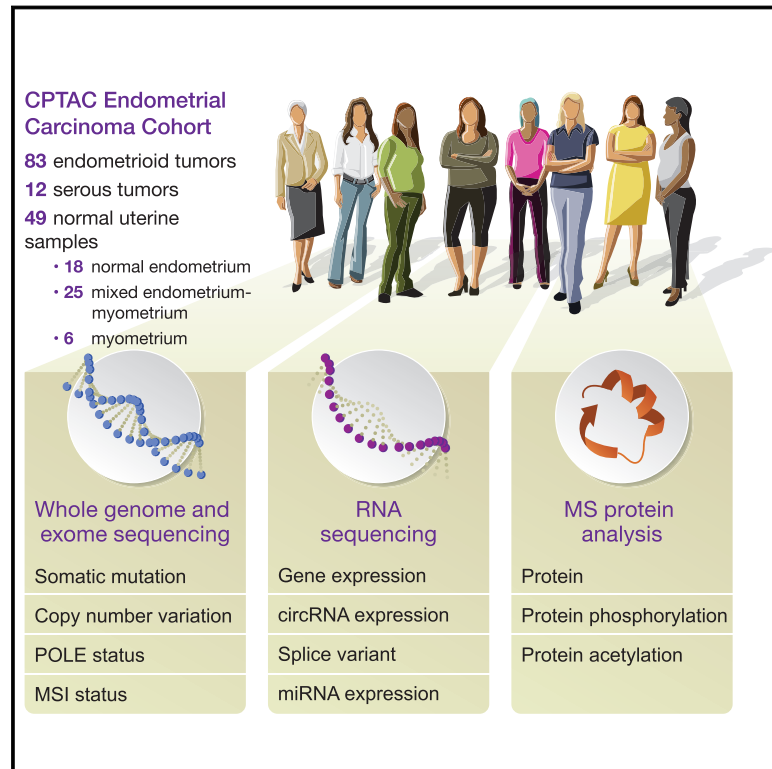 CPTAC Endometrial
Carcinoma Cohort
83 endometrioid tumors
12 serous tumors
49 normal uterine
samples
• 18 normal endometrium
• 25 mixed endometrium-
myometrium
• 6 myometrium
Whole genome and
exome sequencing
Somatic mutation
Copy number variation
POLE status
MSI status
RNA
sequencing
Gene expression
circRNA expression
Splice variant
miRNA expression
MS protein
analysis
Protein
Protein phosphorylation
Protein acetylation